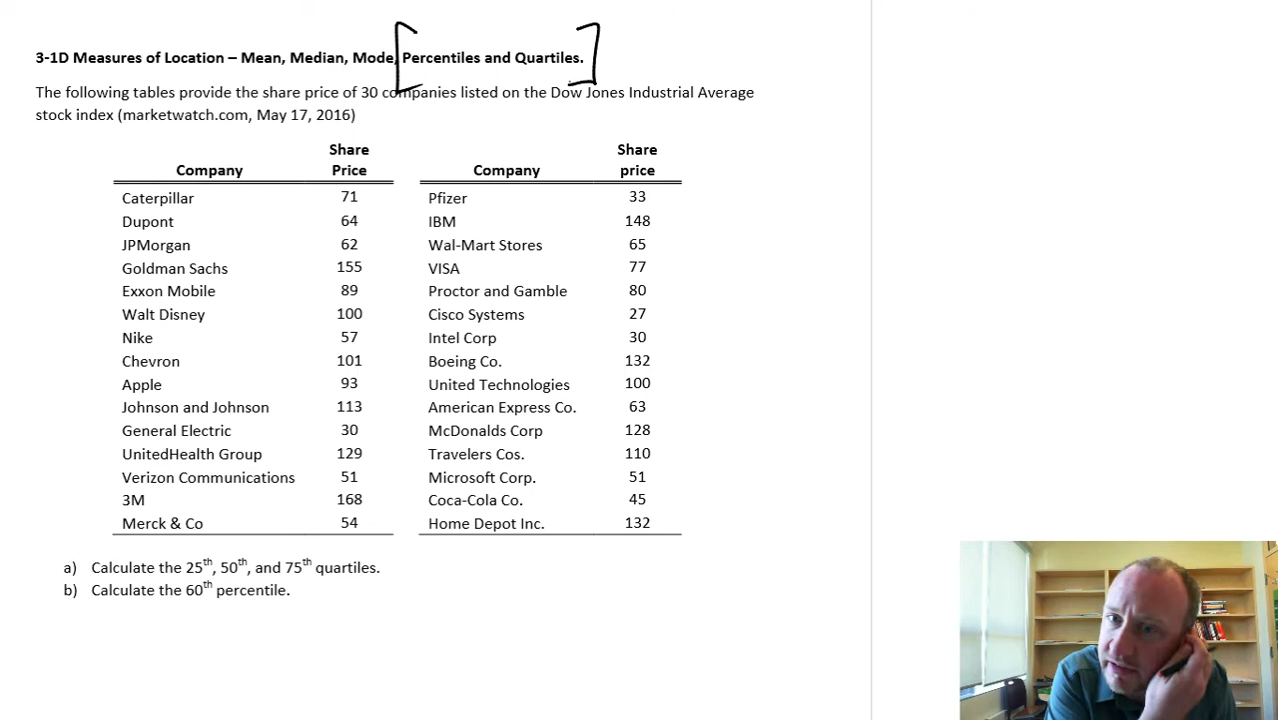 3-1D Measures of Location – Mean, Median, Mode, Percentiles and Quartiles.
The following tables provide the share price of 30 companies listed on the Dow Jones Industrial Average
stock index (marketwatch.com, May 17, 2016)
Company Share Price Company Share price
Caterpillar 71 Pfizer 33
Dupont 64 IBM 148
JPMorgan 62 Wal-Mart Stores 65
Goldman Sachs 155 VISA 77
Exxon Mobile 89 Proctor and Gamble 80
Walt Disney 100 Cisco Systems 27
Nike 57 Intel Corp 30
Chevron 101 Boeing Co. 132
Apple 93 United Technologies 100
Johnson and Johnson 113 American Express Co. 63
General Electric 30 McDonalds Corp 128
UnitedHealth Group 129 Travelers Cos. 110
Verizon Communications 51 Microsoft Corp. 51
3M 168 Coca-Cola Co. 45
Merck & Co 54 Home Depot Inc. 132
a) Calculate the 25th, 50th, and 75th quartiles.
b) Calculate the 60th percentile.